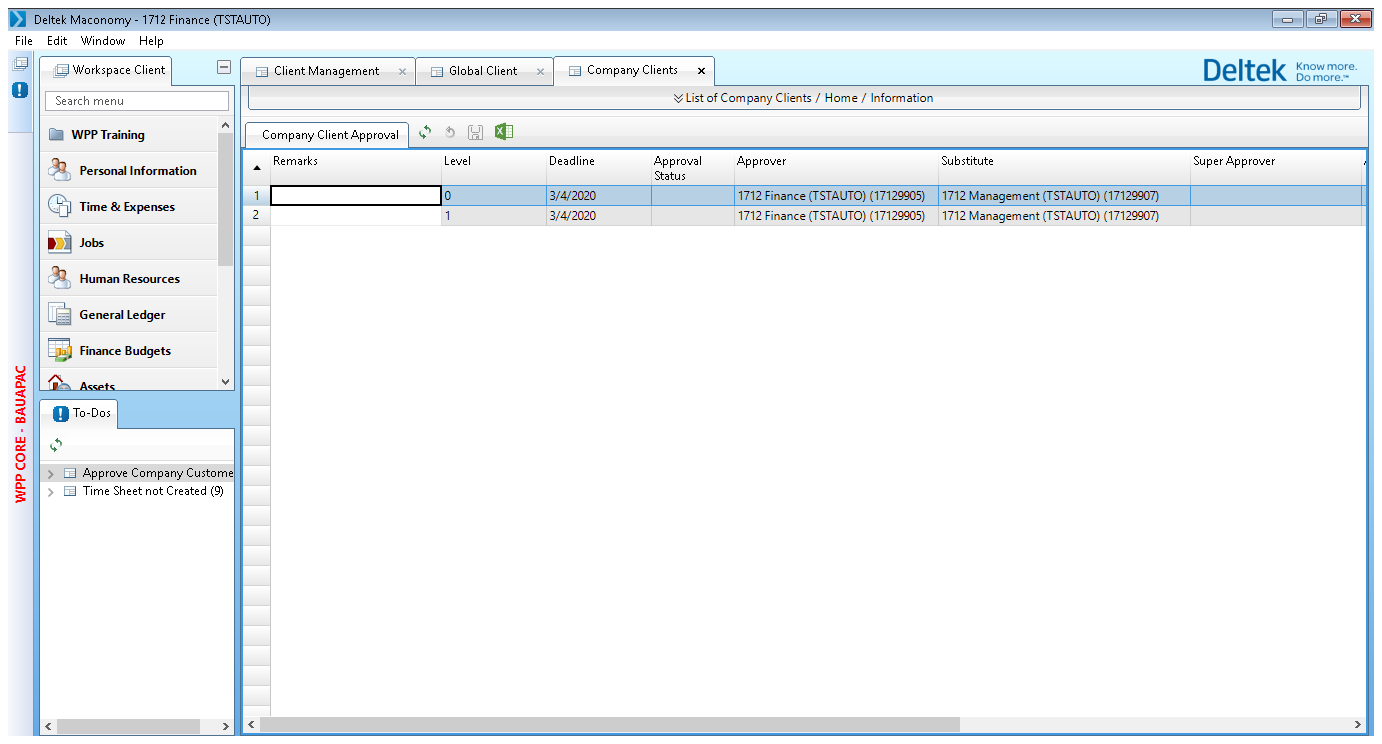 Deltek Maconomy - 1712 Finance (TSTAUTO)
File Edit Window Help
Workspace Client
Client Management
Global Client
Company Clients
Deltek Know more. Do more.™
Search menu
List of Company Clients / Home / Information
WPP Training
Personal Information
Time & Expenses
Jobs
Human Resources
General Ledger
Finance Budgets
Assets
Company Client Approval
Remarks Level Deadline Approval Status Approver Substitute Super Approver
1 0 3/4/2020 1712 Finance (TSTAUTO) (17129905) 1712 Management (TSTAUTO) (17129907)
2 1 3/4/2020 1712 Finance (TSTAUTO) (17129905) 1712 Management (TSTAUTO) (17129907)
WPP CORE - BAUAPAC
To-Dos
Approve Company Custome
Time Sheet not Created (9)